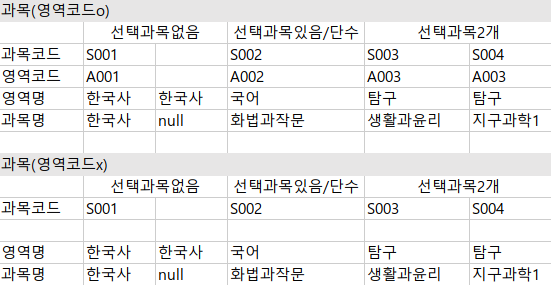 과목(영역코드o)
선택과목없음 선택과목있음/단수 선택과목2개
과목코드 S001 S002 S003 S004
영역코드 A001 A002 A003 A003
영역명 한국사 한국사 국어 탐구 탐구
과목명 한국사 null 화법과작문 생활과윤리 지구과학1
과목(영역코드x)
선택과목없음 선택과목있음/단수 선택과목2개
과목코드 S001 S002 S003 S004
영역명 한국사 한국사 국어 탐구 탐구
과목명 한국사 null 화법과작문 생활과윤리 지구과학1